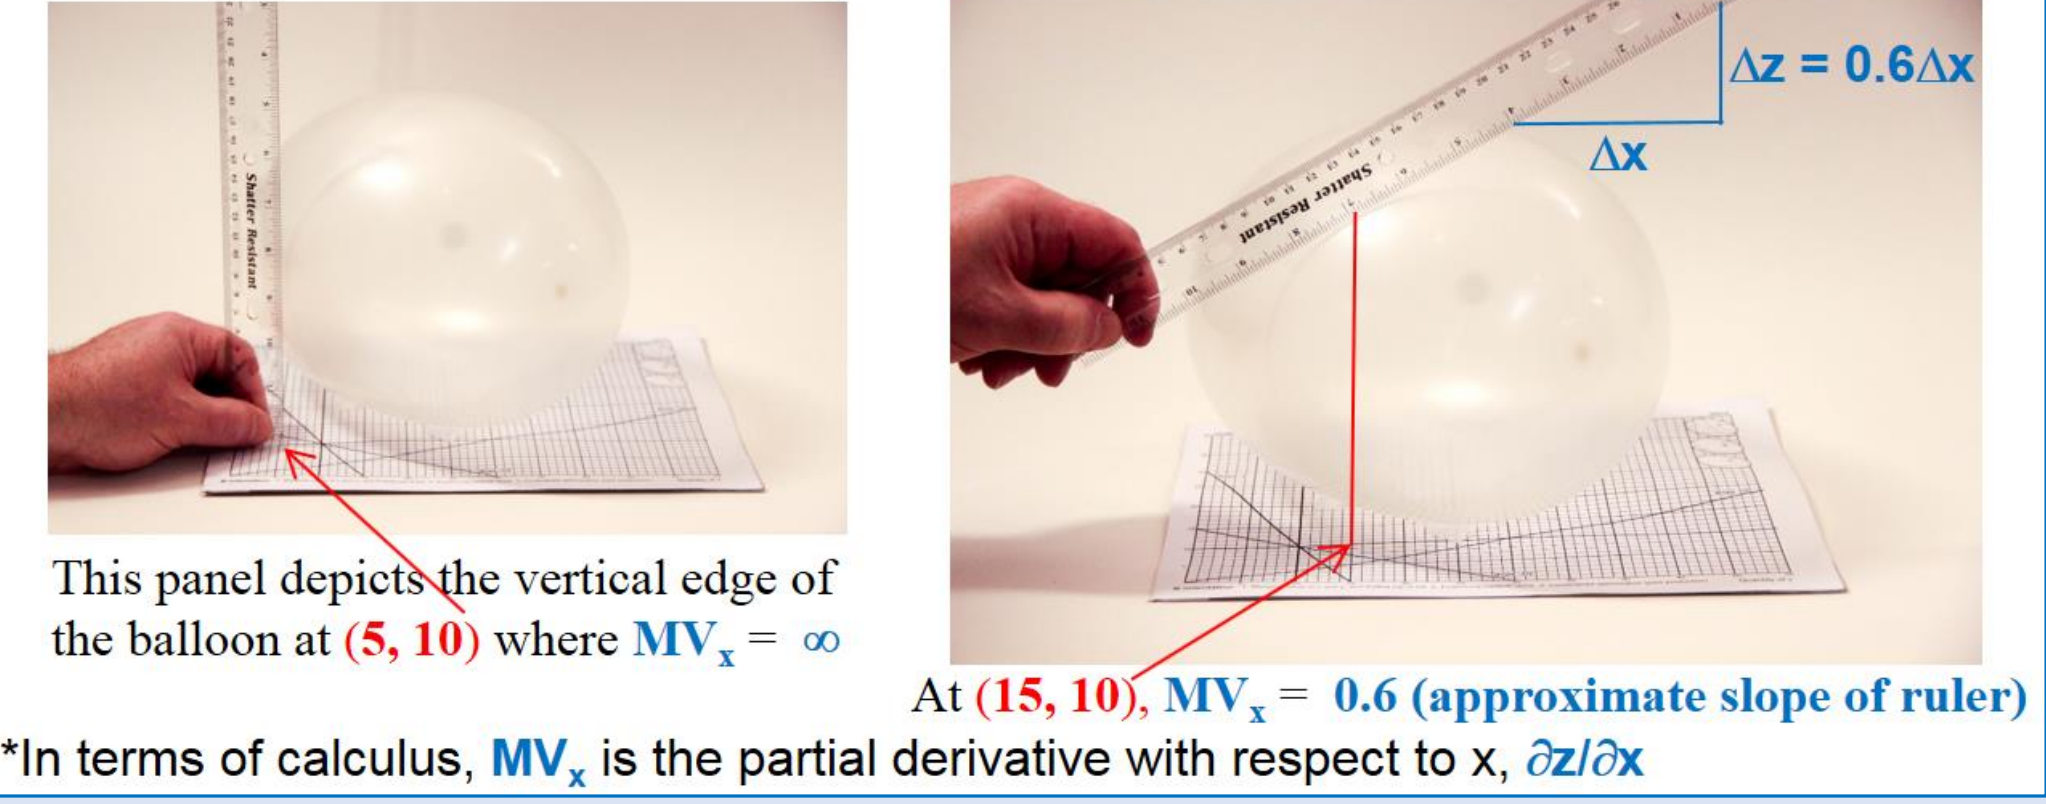 Shatter Resistant
Δz = 0.6Δx
Δx
Shatter Resistant
This panel depicts the vertical edge of
the balloon at (5, 10) where MVₓ = ∞
At (15, 10), MVₓ = 0.6 (approximate slope of ruler)
*In terms of calculus, MVₓ is the partial derivative with respect to x, ∂z/∂x